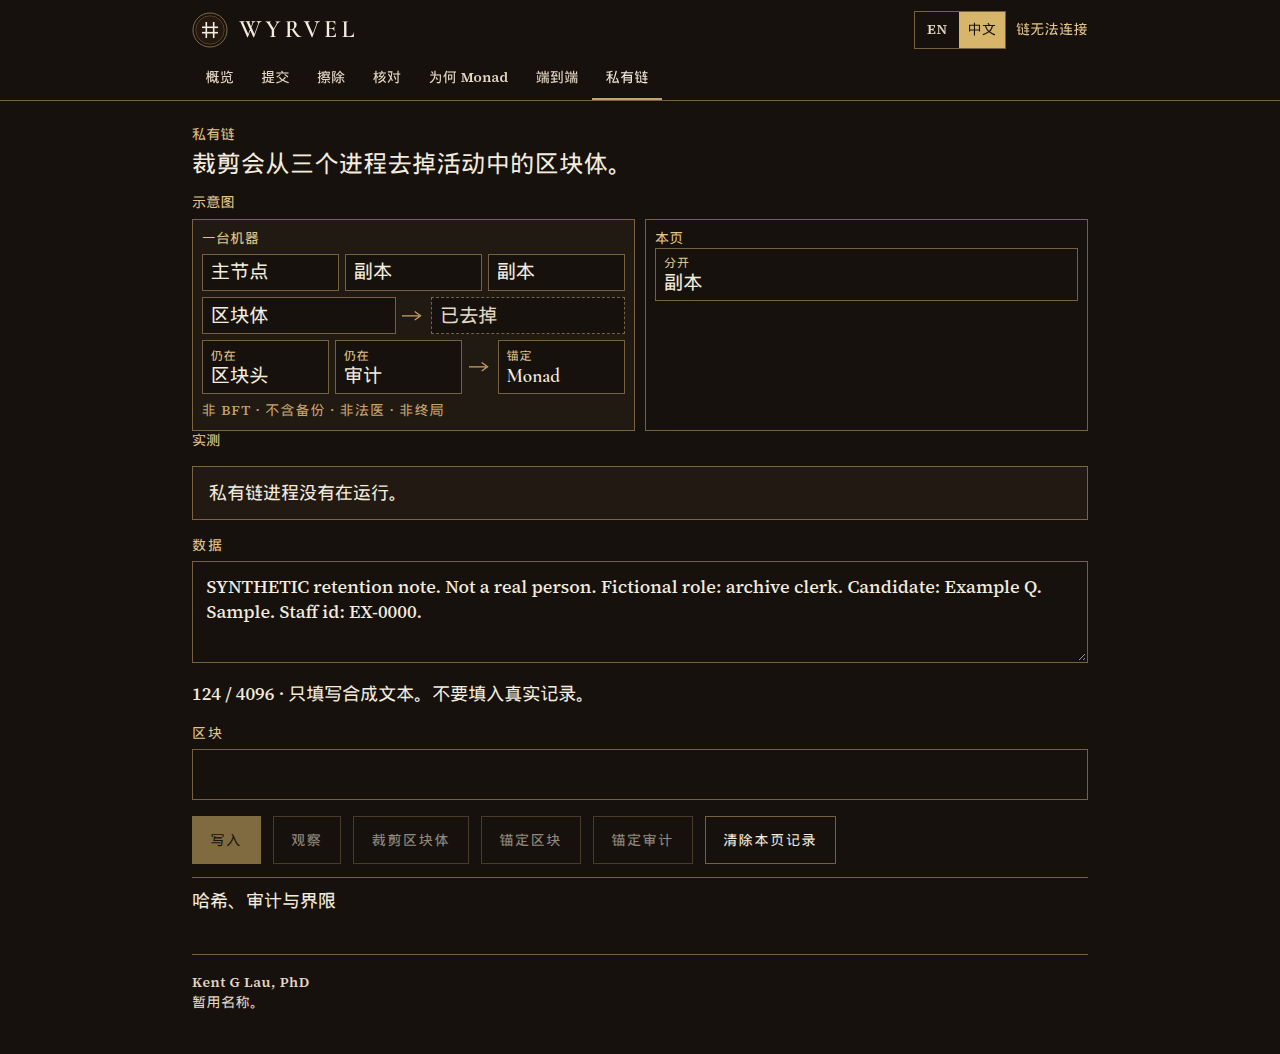 WYRVEL
EN 中文 链无法连接
概览 提交 擦除 核对 为何 Monad 端到端 私有链
私有链
裁剪会从三个进程去掉活动中的区块体。
示意图
一台机器
主节点 副本 副本
区块体 → 已去掉
仍在 仍在 锚定
区块头 审计 → Monad
非 BFT · 不含备份 · 非法医 · 非终局
本页
分开
副本
实测
私有链进程没有在运行。
数据
SYNTHETIC retention note. Not a real person. Fictional role: archive clerk. Candidate: Example Q.
Sample. Staff id: EX-0000.
124 / 4096 · 只填写合成文本。不要填入真实记录。
区块
写入 观察 裁剪区块体 锚定区块 锚定审计 清除本页记录
哈希、审计与界限
Kent G Lau, PhD
暂用名称。